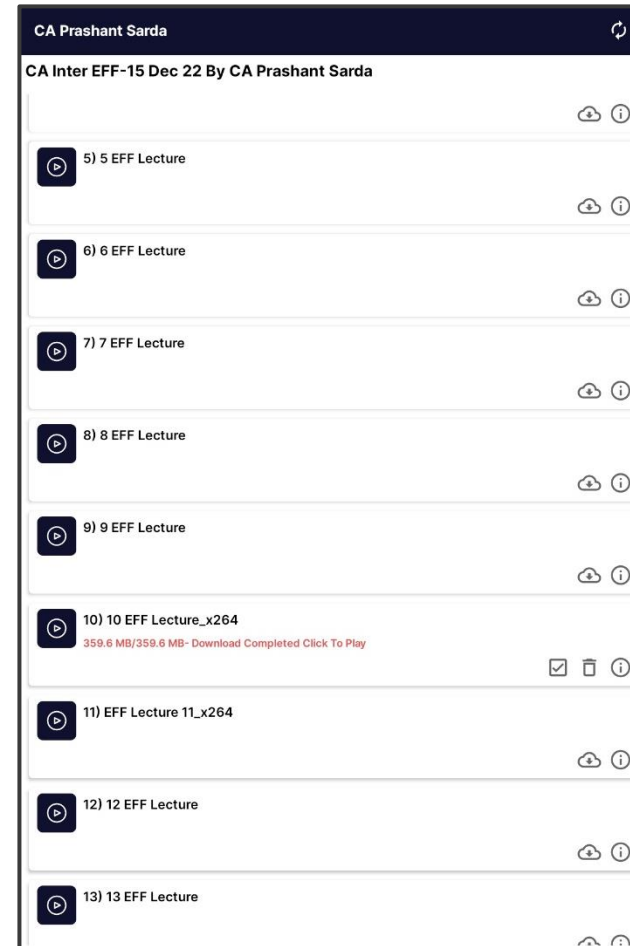 CA Prashant Sarda
CA Inter EFF-15 Dec 22 By CA Prashant Sarda
5) 5 EFF Lecture
6) 6 EFF Lecture
7) 7 EFF Lecture
8) 8 EFF Lecture
9) 9 EFF Lecture
10) 10 EFF Lecture_x264
359.6 MB/359.6 MB- Download Completed Click To Play
11) EFF Lecture 11_x264
12) 12 EFF Lecture
13) 13 EFF Lecture